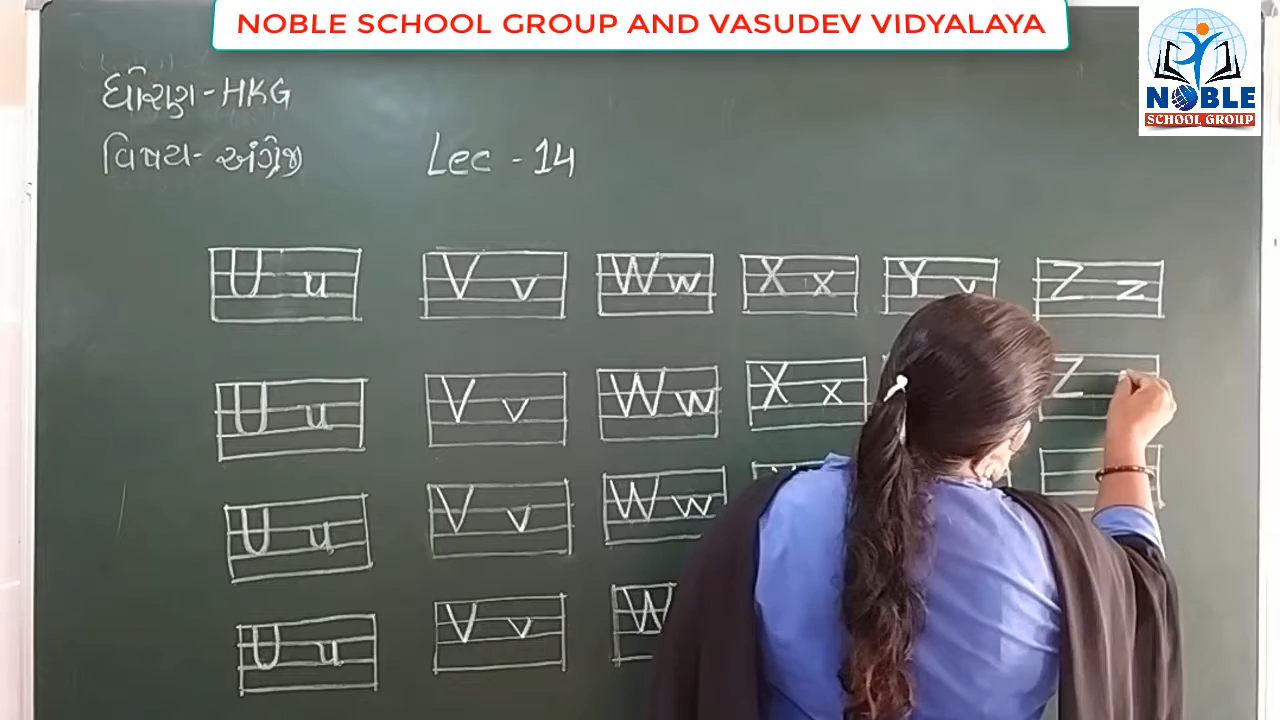 NOBLE SCHOOL GROUP AND VASUDEV VIDYALAYA
NOBLE
SCHOOL GROUP
ધોરણ - HKG
વિષય - અંગ્રેજી
Lec - 14
U u V v W w X x Y y Z z
U u V v W w X x Z
U u V v W w
U u V v W